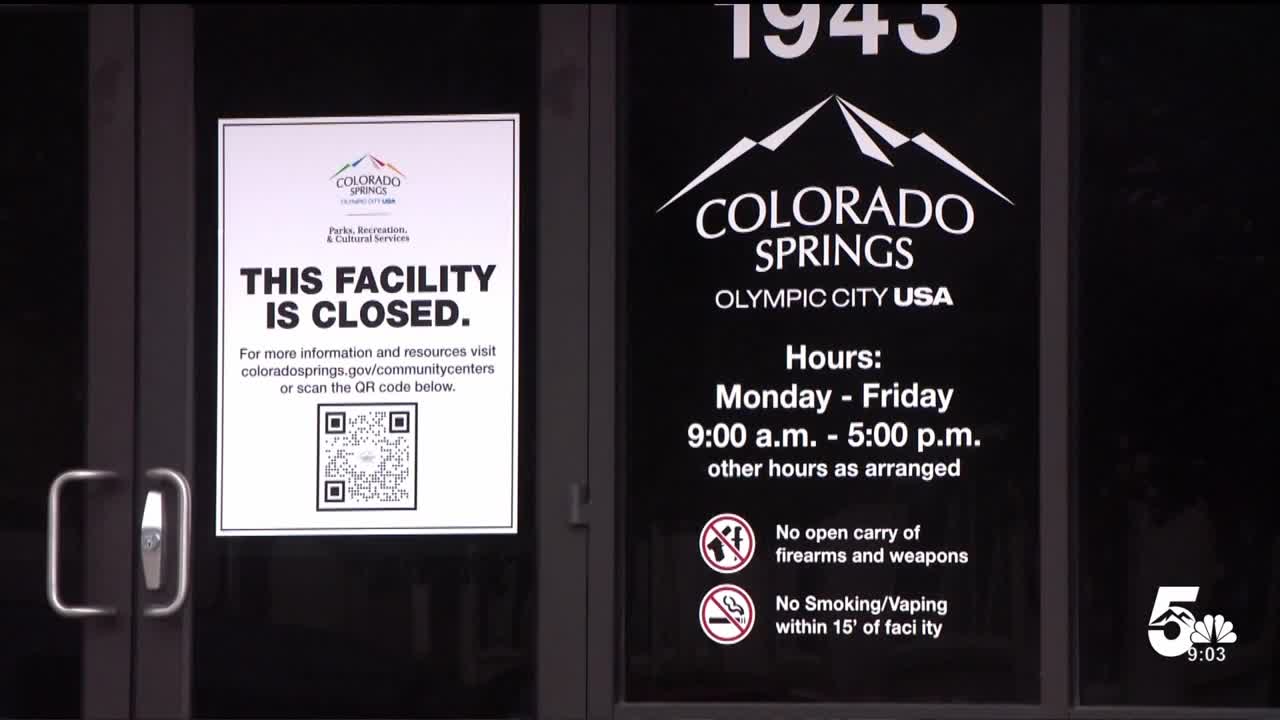 COLORADO
SPRINGS
OLYMPIC CITY USA
Parks, Recreation,
& Cultural Services
THIS FACILITY
IS CLOSED.
For more information and resources visit
coloradosprings.gov/communitycenters
or scan the QR code below.
1943
COLORADO
SPRINGS
OLYMPIC CITY USA
Hours:
Monday - Friday
9:00 a.m. - 5:00 p.m.
other hours as arranged
No open carry of
firearms and weapons
No Smoking/Vaping
within 15' of faci ity
5
9:03